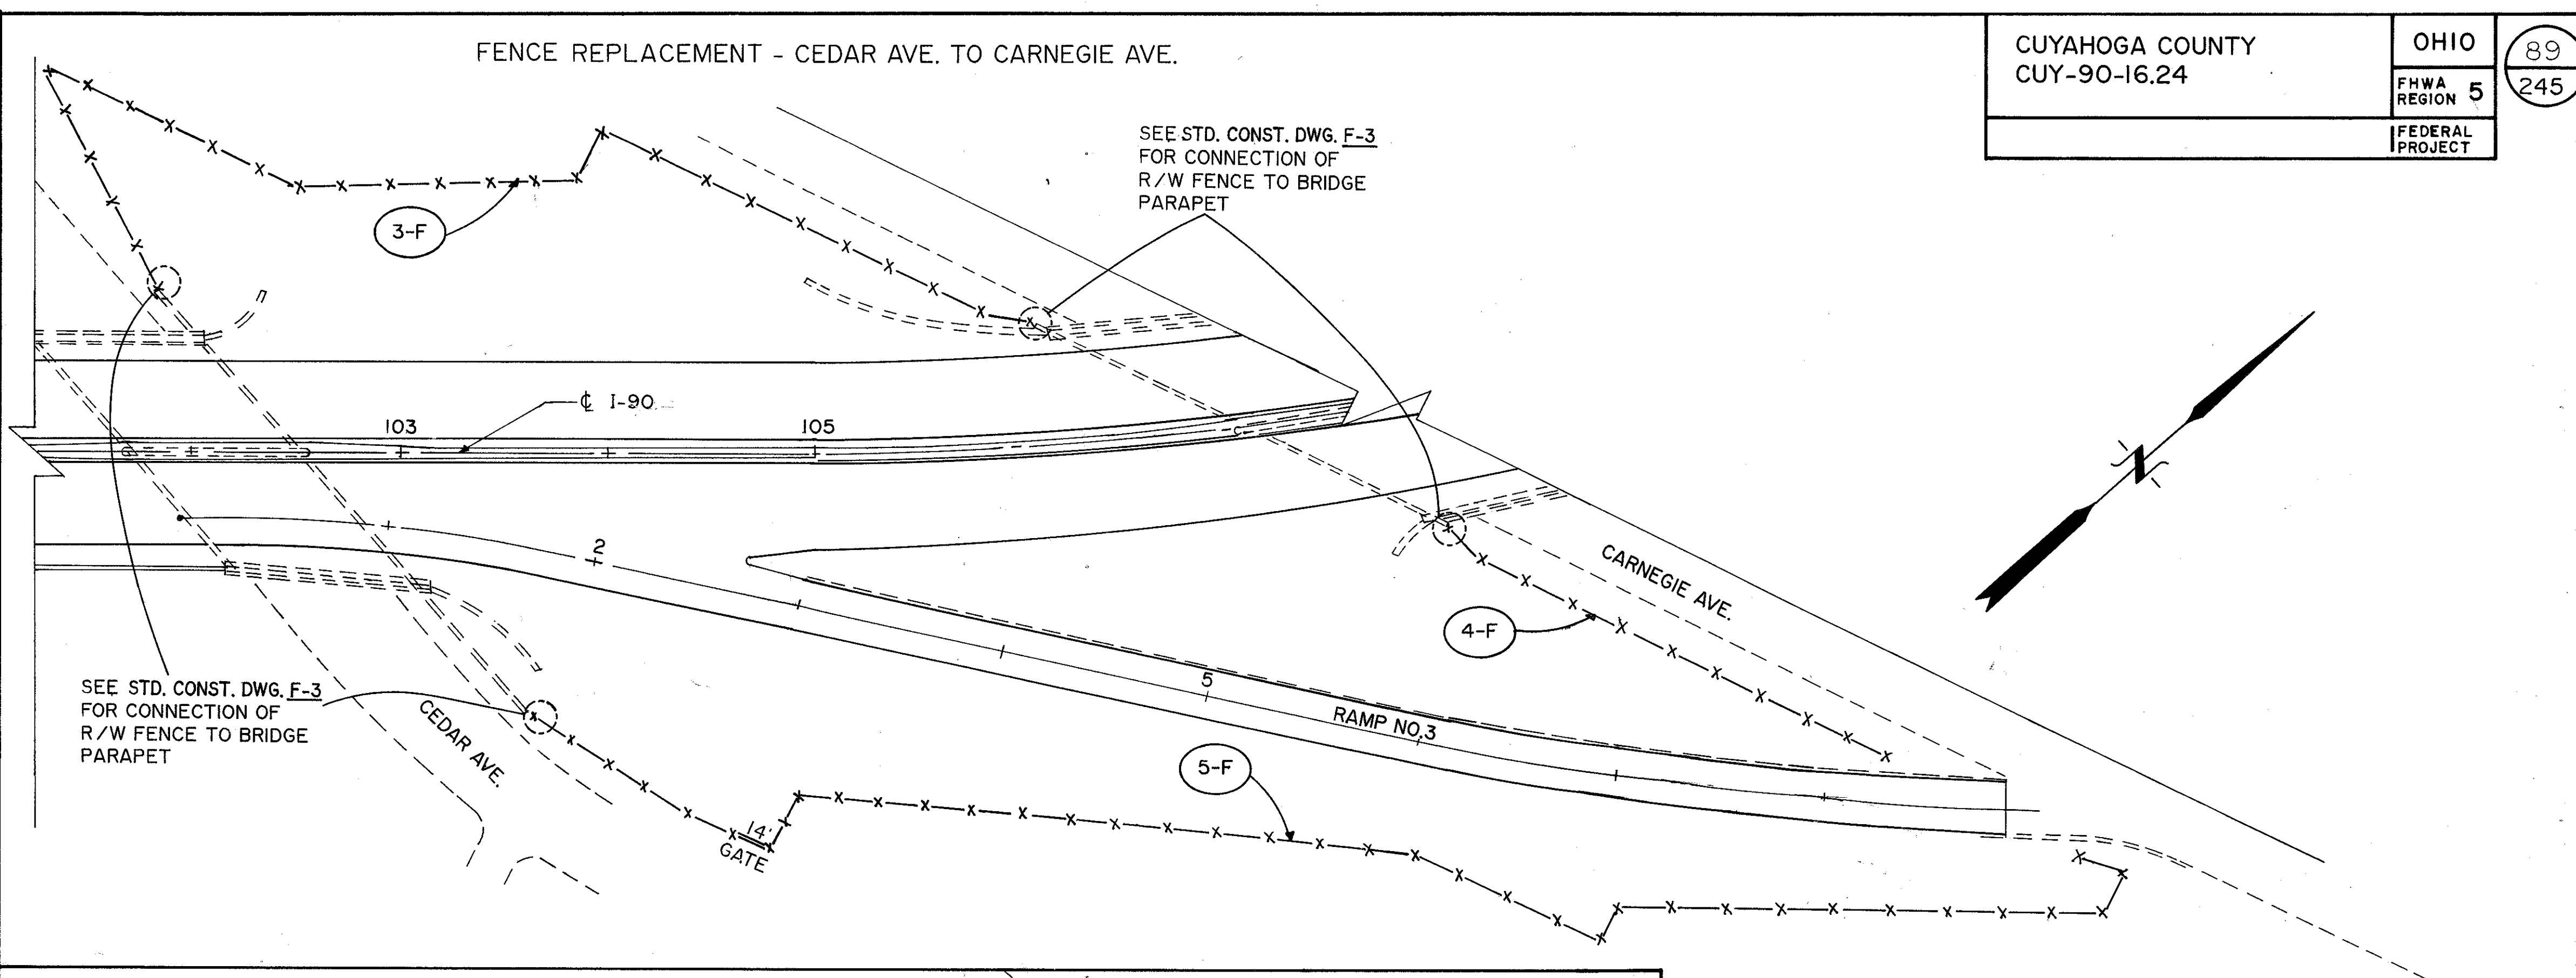 FENCE REPLACEMENT - CEDAR AVE. TO CARNEGIE AVE.
CUYAHOGA COUNTY
CUY-90-16.24
OHIO
FHWA
REGION 5
FEDERAL
PROJECT
89
245
SEE STD. CONST. DWG. F-3
FOR CONNECTION OF
R/W FENCE TO BRIDGE
PARAPET
3-F
℄ I-90
103
105
2
N
CARNEGIE AVE.
4-F
5
RAMP NO.3
SEE STD. CONST. DWG. F-3
FOR CONNECTION OF
R/W FENCE TO BRIDGE
PARAPET
CEDAR AVE.
5-F
14'
GATE